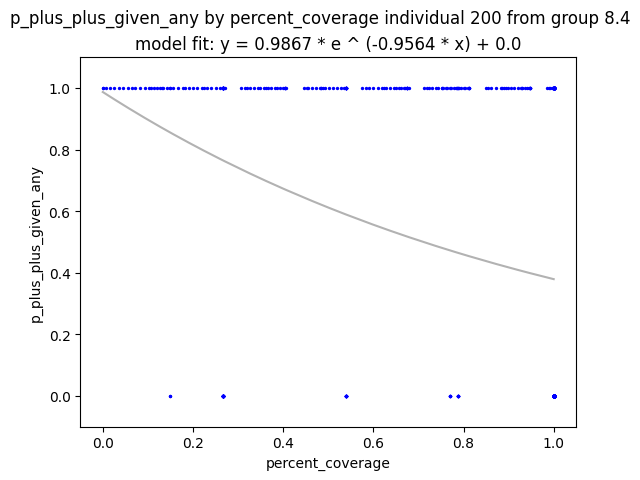 p_plus_plus_given_any by percent_coverage individual 200 from group 8.4
model fit: y = 0.9867 * e ^ (-0.9564 * x) + 0.0
1.0
0.8
0.6
0.4
0.2
0.0
p_plus_plus_given_any
0.0 0.2 0.4 0.6 0.8 1.0
percent_coverage